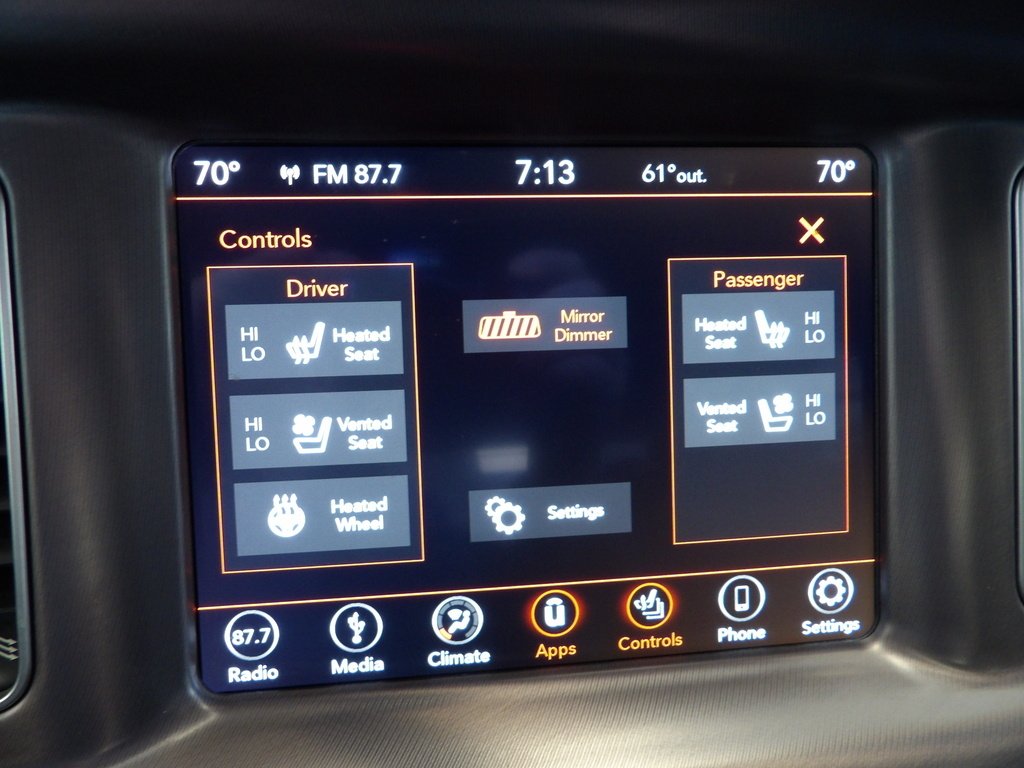 70° FM 87.7 7:13 61°out. 70°
Controls X
Driver
HI
LO
Heated
Seat
HI
LO
Vented
Seat
Heated
Wheel
Mirror
Dimmer
Settings
Passenger
Heated
Seat
HI
LO
Vented
Seat
HI
LO
87.7
Radio Media Climate Apps Controls Phone Settings